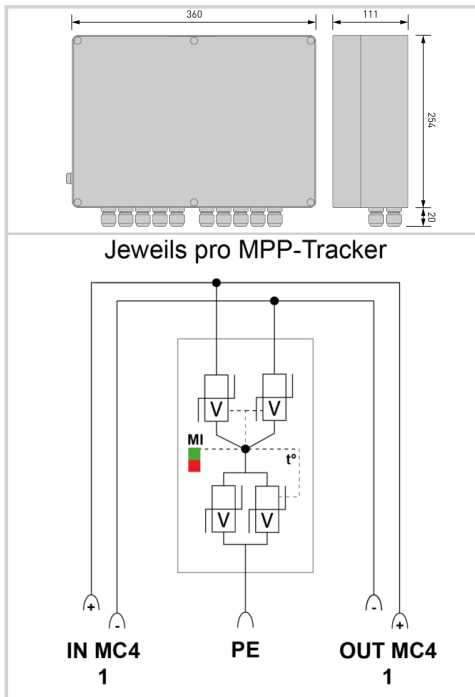 360
111
254
20
Jeweils pro MPP-Tracker
V V
MI
t°
V V
+ - - +
IN MC4 PE OUT MC4
1 1